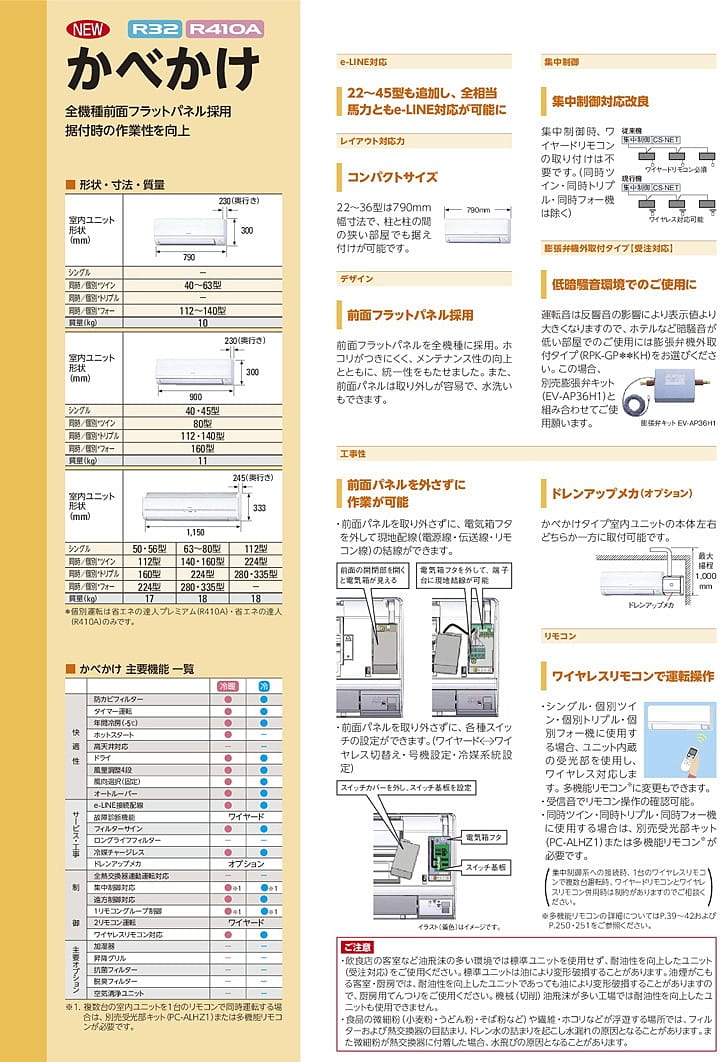 NEW R32 R410A
かべかけ
全機種前面フラットパネル採用
据付時の作業性を向上
■ 形状・寸法・質量
室内ユニット
形状
(mm)
230(奥行き)
300
790
シングル －
同時/個別*ツイン 40～63型
同時/個別*トリプル －
同時/個別*フォー 112～140型
質量(kg) 10
室内ユニット
形状
(mm)
230(奥行き)
300
900
シングル 40・45型
同時/個別*ツイン 80型
同時/個別*トリプル 112・140型
同時/個別*フォー 160型
質量(kg) 11
室内ユニット
形状
(mm)
245(奥行き)
333
1,150
シングル 50・56型 63～80型 112型
同時/個別*ツイン 112型 140・160型 224型
同時/個別*トリプル 160型 224型 280・335型
同時/個別*フォー 224型 280・335型 －
質量(kg) 17 18 18
*個別運転は省エネの達人プレミアム(R410A)・省エネの達人
(R410A)のみです。
■ かべかけ 主要機能 一覧
冷暖 冷
快適性
防カビフィルター ● ●
タイマー運転 ● ●
年間冷房(-5℃) ● ●
ホットスタート ● －
高天井対応 － －
ドライ ● ●
風量調整4段 ● ●
風向選択(固定) ● ●
オートルーバー ● ●
サービス・工事
e-LINE接続配線 ● ●
故障診断機能 ワイヤード
フィルターサイン ● ●
ロングライフフィルター － －
冷媒チャージレス ● ●
ドレンアップメカ オプション
制御
全熱交換器連動運転対応 － －
集中制御対応 ●※1 ●※1
遠方制御対応 ● ●
1リモコングループ制御 ●※1 ●※1
2リモコン運転 ワイヤード
ワイヤレスリモコン対応 ● ●
主要オプション
加湿器 － －
昇降グリル － －
抗菌フィルター － －
脱臭フィルター － －
空気清浄ユニット － －
※1. 複数台の室内ユニットを1台のリモコンで同時運転する場
合は、別売受光部キット(PC-ALHZ1)または多機能リモコ
ンが必要です。
e-LINE対応
22～45型も追加し、全相当
馬力ともe-LINE対応が可能に
レイアウト対応力
コンパクトサイズ
22～36型は790mm
幅寸法で、柱と柱の間
の狭い部屋でも据え
付けが可能です。
790mm
デザイン
前面フラットパネル採用
前面フラットパネルを全機種に採用。ホ
コリがつきにくく、メンテナンス性の向上
とともに、統一性をもたせました。また、
前面パネルは取り外しが容易で、水洗い
もできます。
集中制御
集中制御対応改良
集中制御時、ワ
イヤードリモコン
の取り付けは不
要です。(同時ツ
イン・同時トリプ
ル・同時フォー機
は除く)
従来機
集中制御 CS-NET
ワイヤードリモコン必須
現行機
集中制御 CS-NET
ワイヤレス対応可能
膨張弁機外取付タイプ【受注対応】
低暗騒音環境でのご使用に
運転音は反響音の影響により表示値より
大きくなりますので、ホテルなど暗騒音が
低い部屋でのご使用には膨張弁機外取
付タイプ(RPK-GP**KH)をお選びくださ
い。この場合、
別売膨張弁キット
(EV-AP36H1)と
組み合わせてご使
用願います。
膨張弁キット EV-AP36H1
工事性
前面パネルを外さずに
作業が可能
・前面パネルを取り外さずに、電気箱フタ
を外して現地配線(電源線・伝送線・リモ
コン線)の結線ができます。
前面の開閉部を開く
と電気箱が見える
電気箱フタを外して、端子
台に現地結線が可能
・前面パネルを取り外さずに、各種スイッ
チの設定ができます。(ワイヤード⇔ワイ
ヤレス切替え・号機設定・冷媒系統設
定)
スイッチカバーを外し、スイッチ基板を設定
電気箱フタ
スイッチ基板
イラスト(着色)はイメージです。
ドレンアップメカ(オプション)
かべかけタイプ室内ユニットの本体左右
どちらか一方に取付可能です。
最大
揚程
1,000
mm
ドレンアップメカ
リモコン
ワイヤレスリモコンで運転操作
・シングル・個別ツイ
ン・個別トリプル・個
別フォー機に使用す
る場合、ユニット内蔵
の受光部を使用し、
ワイヤレス対応しま
す。多機能リモコン※に変更もできます。
・受信音でリモコン操作の確認可能。
・同時ツイン・同時トリプル・同時フォー機
に使用する場合は、別売受光部キット
(PC-ALHZ1)または多機能リモコン※が
必要です。
(集中制御系への接続時、1台のワイヤレスリモコ
ンで複数台運転時、ワイヤードリモコンとワイヤレ
スリモコン併用時は制約がありますのでご相談く
ださい。)
※多機能リモコンの詳細についてはP.39～42および
P.250・251をご参照ください。
ご注意
・飲食店の客室など油飛沫の多い環境では標準ユニットを使用せず、耐油性を向上したユニット
(受注対応)をご使用ください。標準ユニットは油により変形破損することがあります。油煙がこも
る客室・厨房では、耐油性を向上したユニットであっても油により変形破損することがありますの
で、厨房用てんつりをご使用ください。機械(切削)油飛沫が多い工場では耐油性を向上したユ
ニットも使用できません。
・食品の微細粉(小麦粉・うどん粉・そば粉など)や繊維・ホコリなどが浮遊する場所では、フィル
ターおよび熱交換器の目詰まり、ドレン水の詰まりを起こし水漏れの原因となることがあります。ま
た微細粉が熱交換器に付着した場合、水飛びの原因となることがあります。